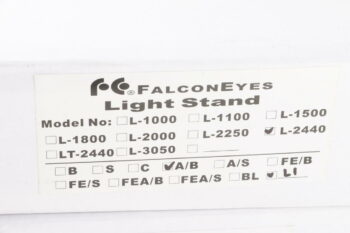 FALCONEYES
Light Stand
Model No: ☐L-1000 ☐L-1100 ☐L-1500
☐L-1800 ☐L-2000 ☐L-2250 ☑L-2440
☐LT-2440 ☐L-3050 ☐
☐B ☐S ☐C ☑A/B ☐A/S ☐FE/B
☐FE/S ☐FEA/B ☐FEA/S ☐BL ☑LI